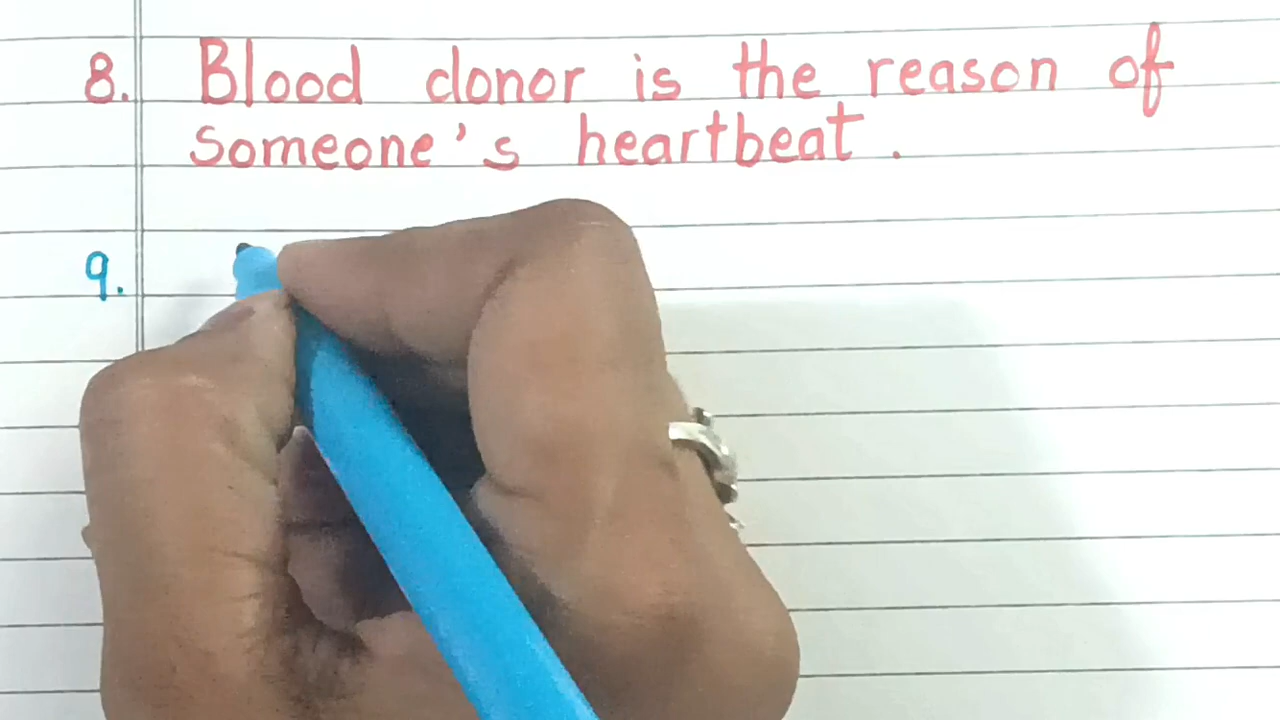 8. Blood donor is the reason of
someone's heartbeat.
9.